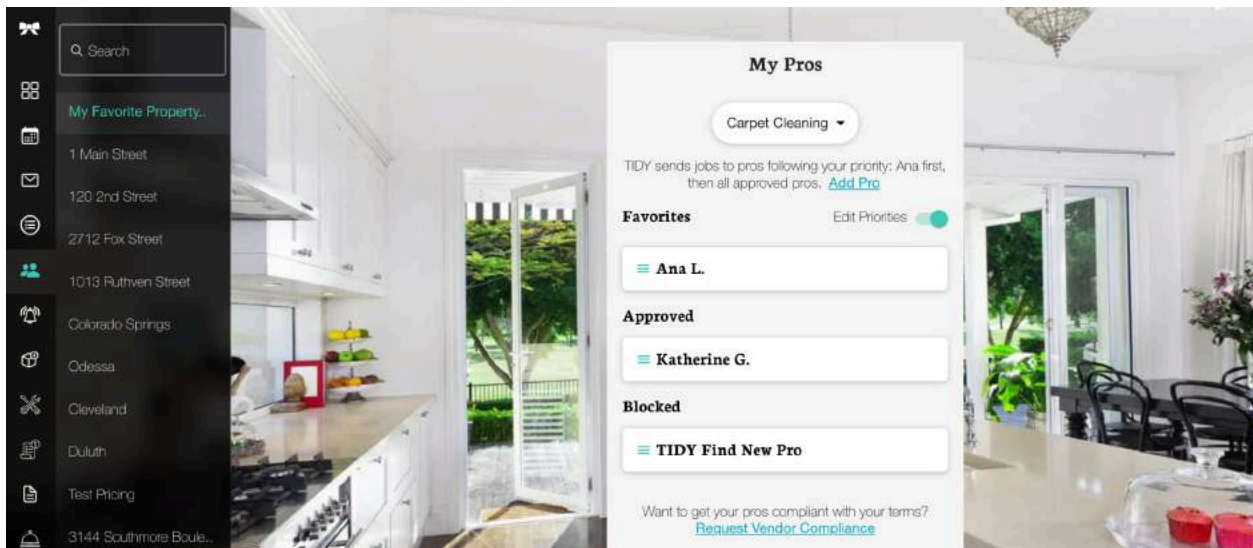 Search
My Favorite Property..
1 Main Street
120 2nd Street
2712 Fox Street
1013 Ruthven Street
Colorado Springs
Odessa
Cleveland
Duluth
Test Pricing
3144 Southmore Boule..
My Pros
Carpet Cleaning
TIDY sends jobs to pros following your priority: Ana first,
then all approved pros. Add Pro
Favorites Edit Priorities
Ana L.
Approved
Katherine G.
Blocked
TIDY Find New Pro
Want to get your pros compliant with your terms?
Request Vendor Compliance